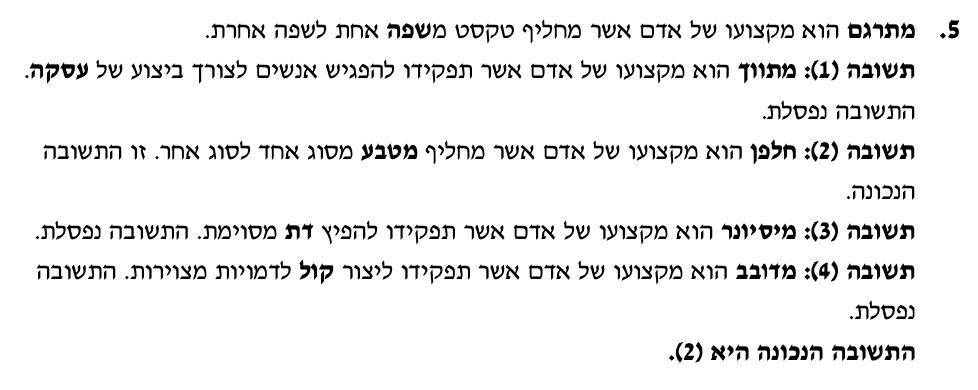 5. מתרגם הוא מקצועו של אדם אשר מחליף טקסט משפה אחת לשפה אחרת.
תשובה (1): מתווך הוא מקצועו של אדם אשר תפקידו להפגיש אנשים לצורך ביצוע של עסקה.
התשובה נפסלת.
תשובה (2): חלפן הוא מקצועו של אדם אשר מחליף מטבע מסוג אחד לסוג אחר. זו התשובה
הנכונה.
תשובה (3): מיסיונר הוא מקצועו של אדם אשר תפקידו להפיץ דת מסוימת. התשובה נפסלת.
תשובה (4): מדובב הוא מקצועו של אדם אשר תפקידו ליצור קול לדמויות מצוירות. התשובה
נפסלת.
התשובה הנכונה היא (2).